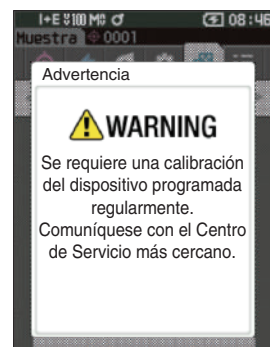 I+E 100 M 08:46
Muestra 0001
Advertencia
WARNING
Se requiere una calibración
del dispositivo programada
regularmente.
Comuníquese con el Centro
de Servicio más cercano.